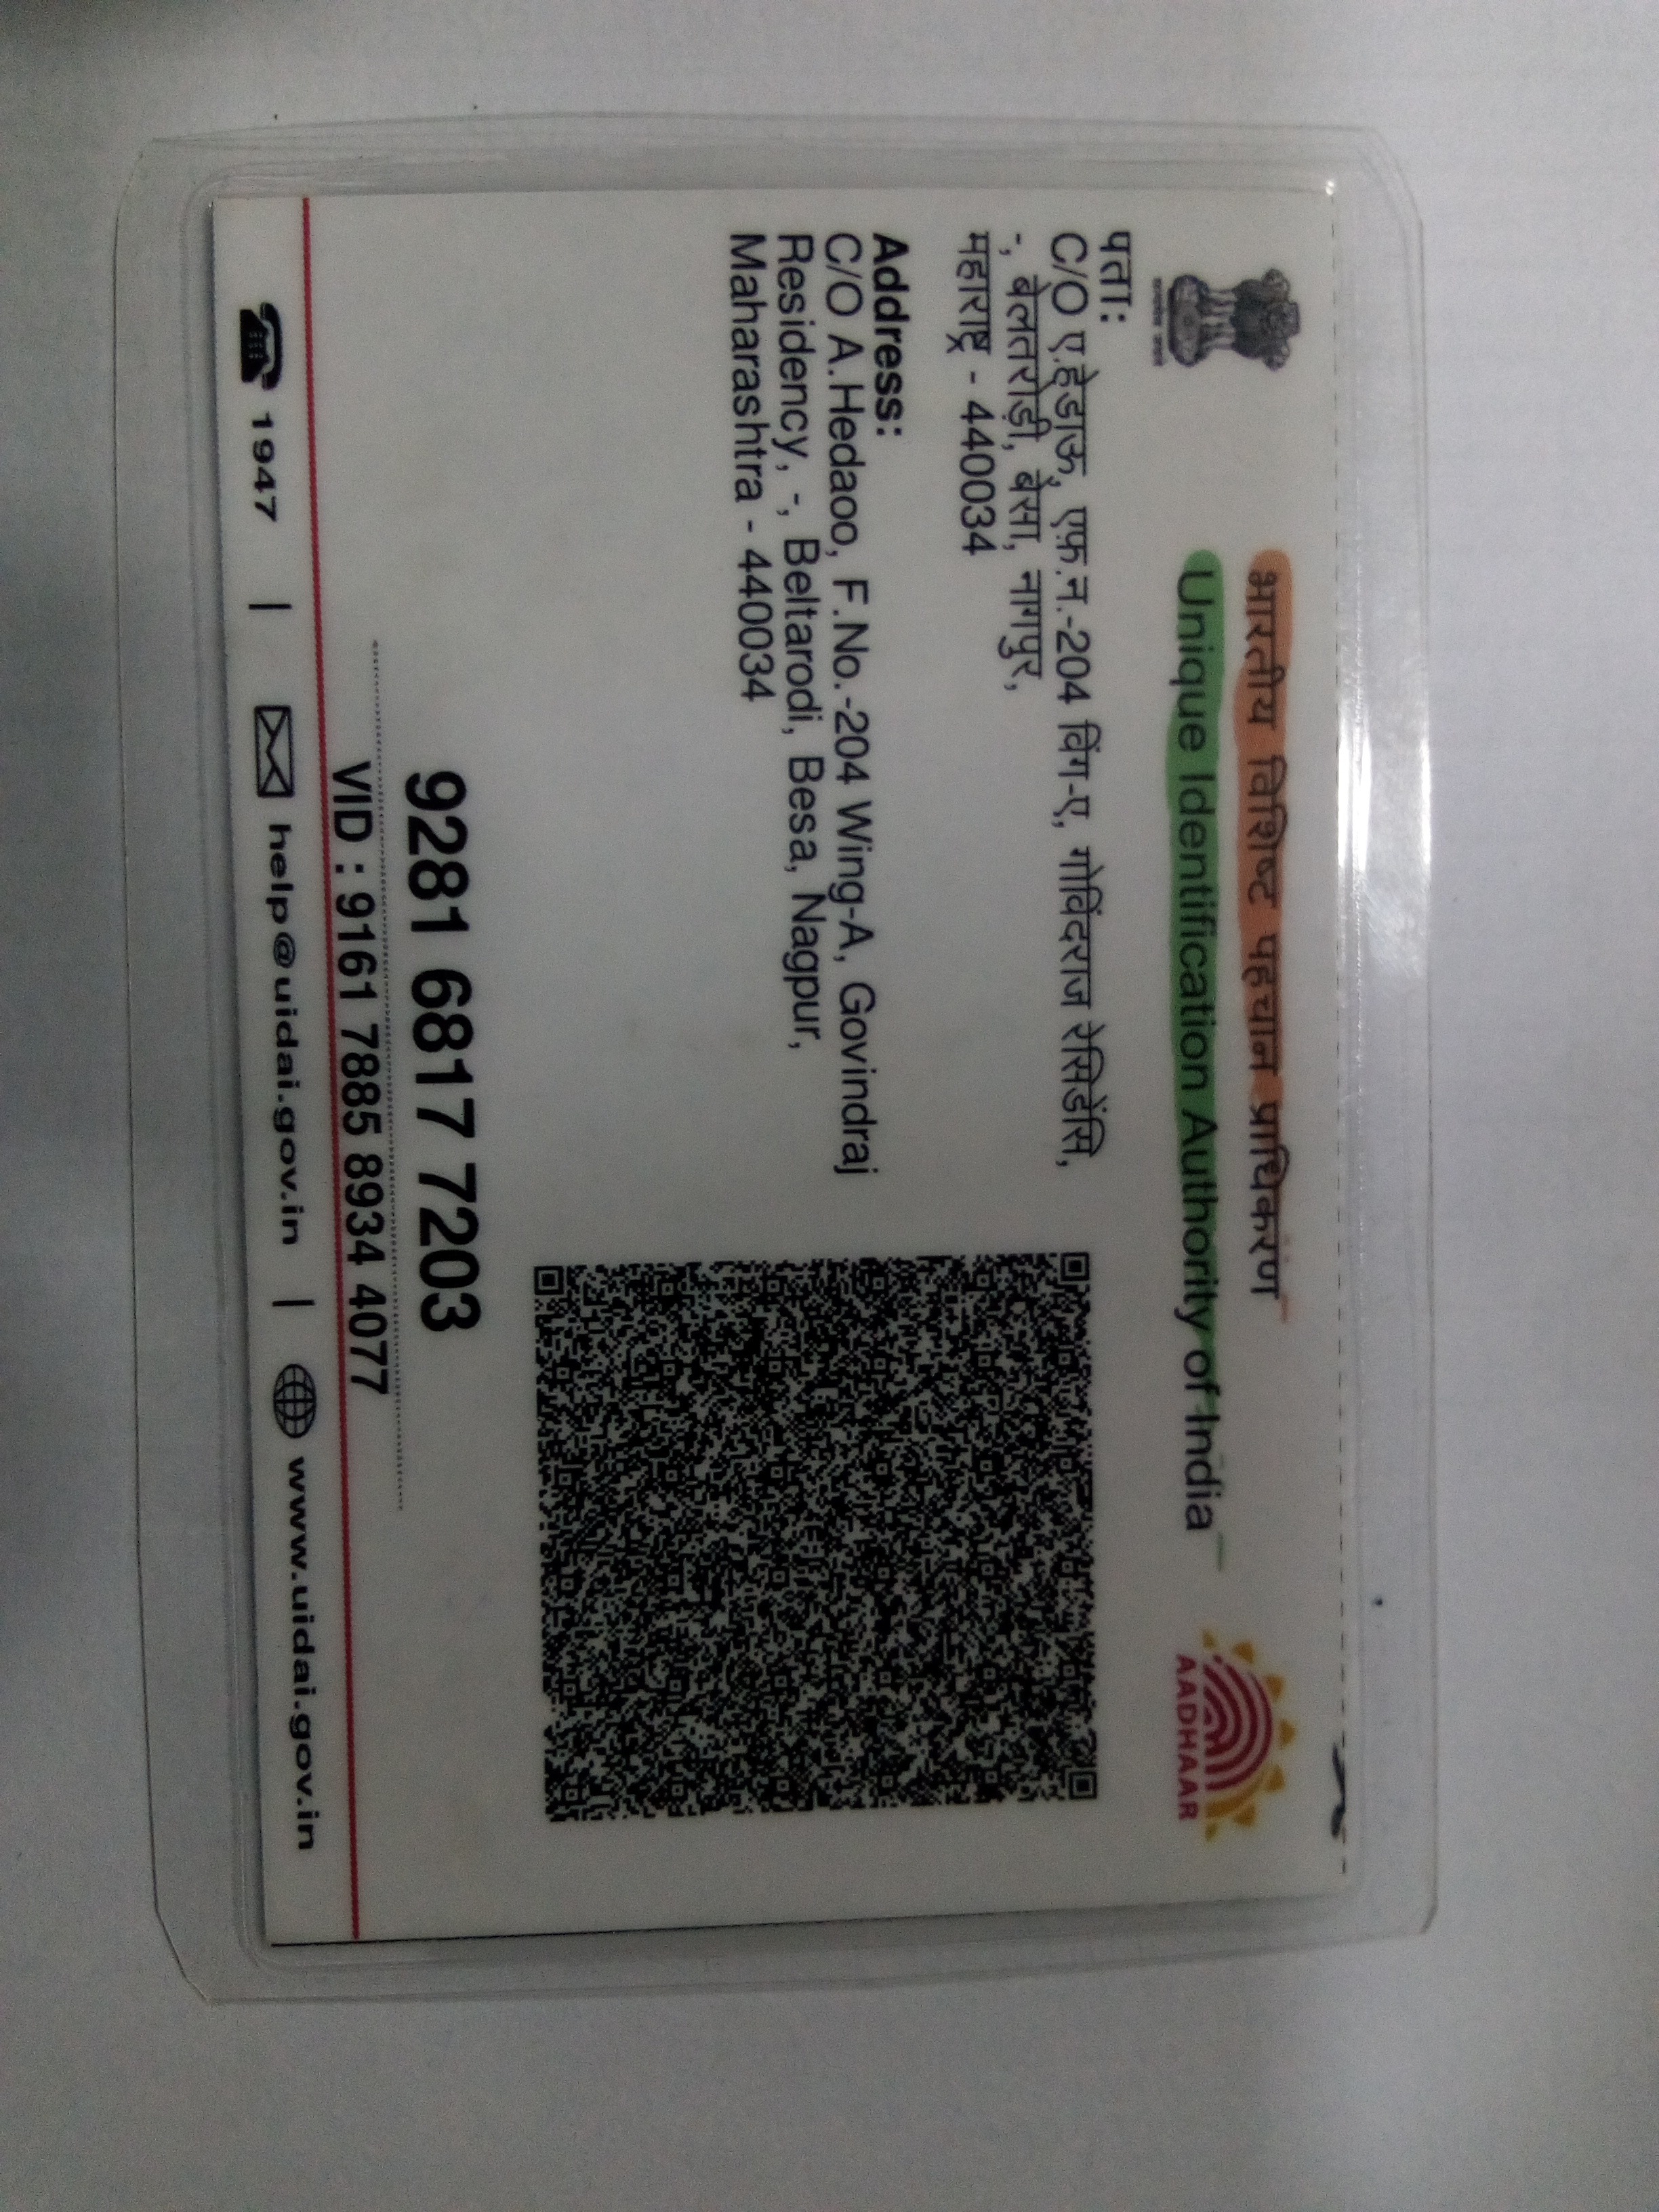 भारतीय विशिष्ट पहचान प्राधिकरण
Unique Identification Authority of India
AADHAAR
पता:
C/O ए.हेडाऊ, एफ़.न.-204 विंग-ए, गोविंदराज रेसिडेंसि,
-, बेलतरोड़ी, बेसा, नागपुर,
महाराष्ट्र - 440034
Address:
C/O A.Hedaoo, F.No.-204 Wing-A, Govindraj
Residency, -, Beltarodi, Besa, Nagpur,
Maharashtra - 440034
9281 6817 7203
VID : 9161 7885 8934 4077
1947 | help@uidai.gov.in | www.uidai.gov.in